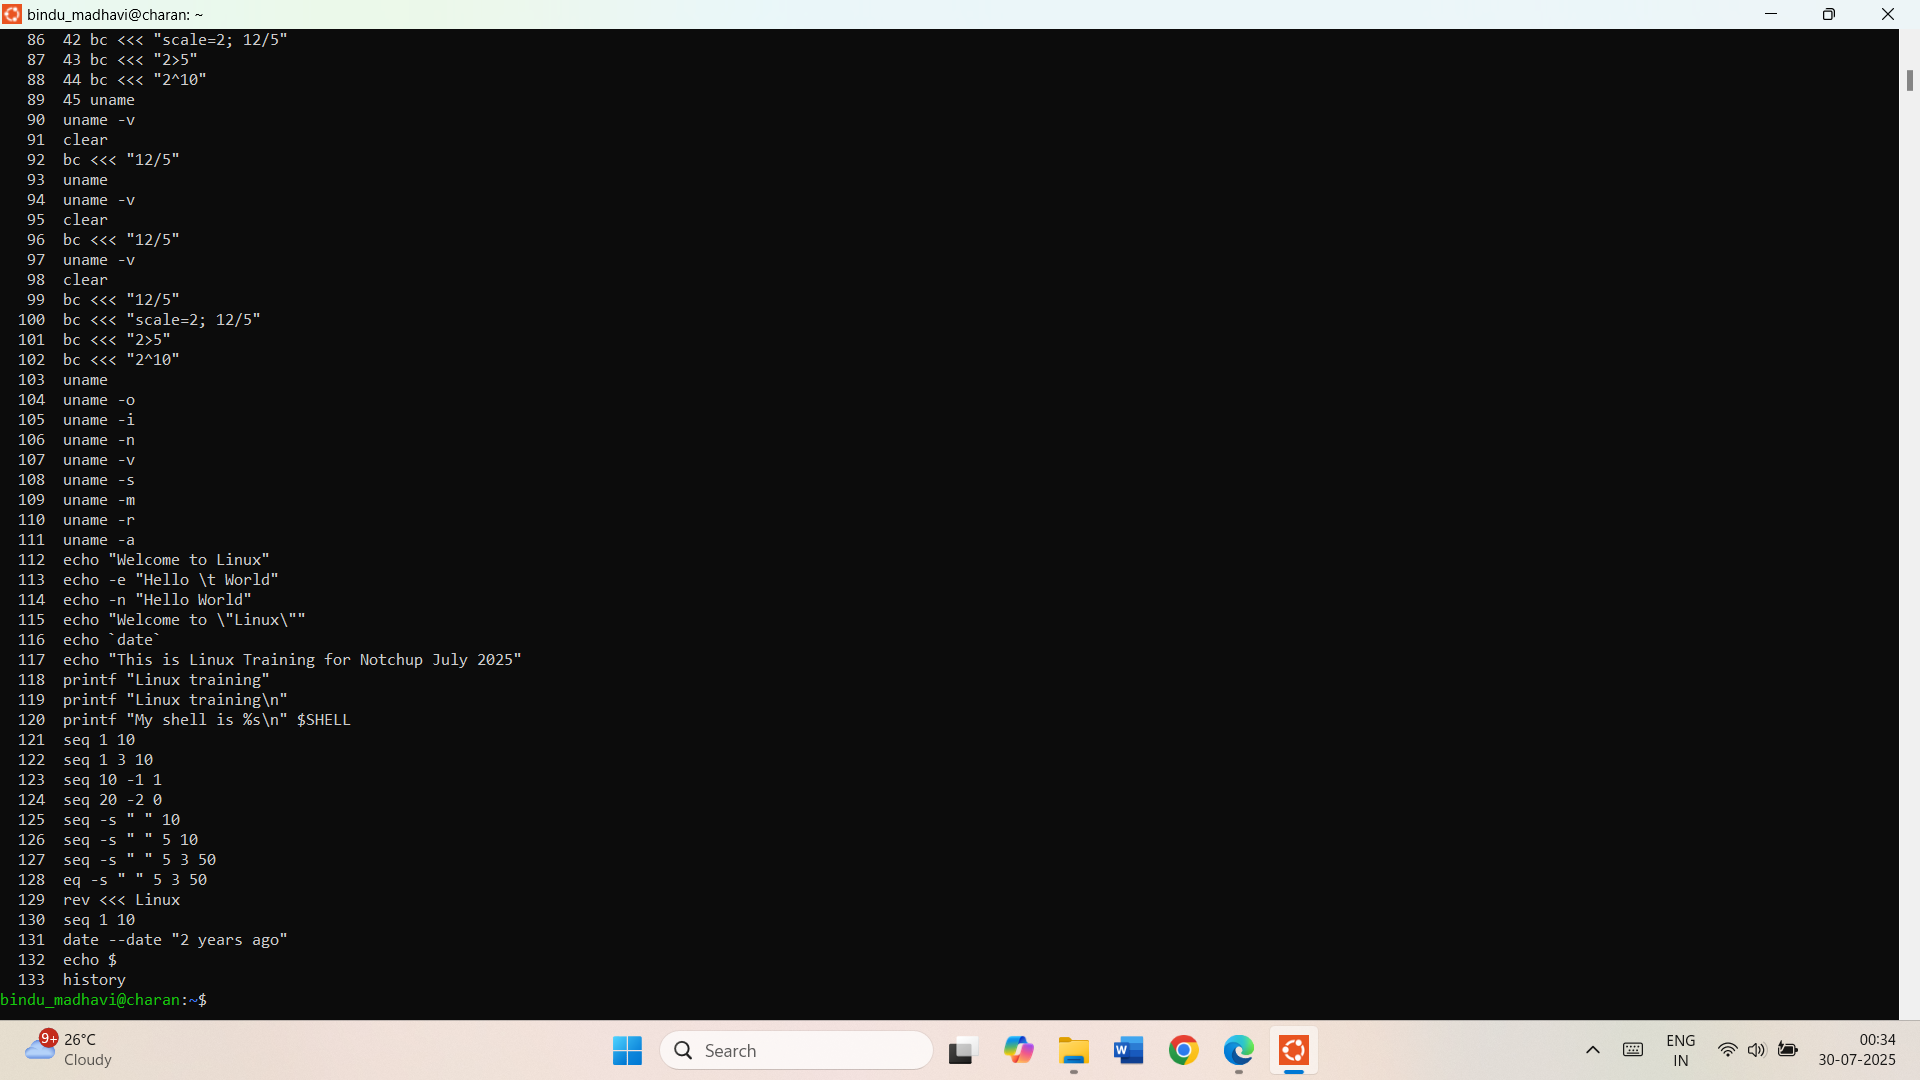 bindu_madhavi@charan: ~
86 42 bc <<< "scale=2; 12/5"
87 43 bc <<< "2>5"
88 44 bc <<< "2^10"
89 45 uname
90 uname -v
91 clear
92 bc <<< "12/5"
93 uname
94 uname -v
95 clear
96 bc <<< "12/5"
97 uname -v
98 clear
99 bc <<< "12/5"
100 bc <<< "scale=2; 12/5"
101 bc <<< "2>5"
102 bc <<< "2^10"
103 uname
104 uname -o
105 uname -i
106 uname -n
107 uname -v
108 uname -s
109 uname -m
110 uname -r
111 uname -a
112 echo "Welcome to Linux"
113 echo -e "Hello \t World"
114 echo -n "Hello World"
115 echo "Welcome to \"Linux\""
116 echo `date`
117 echo "This is Linux Training for Notchup July 2025"
118 printf "Linux training"
119 printf "Linux training\n"
120 printf "My shell is %s\n" $SHELL
121 seq 1 10
122 seq 1 3 10
123 seq 10 -1 1
124 seq 20 -2 0
125 seq -s " " 10
126 seq -s " " 5 10
127 seq -s " " 5 3 50
128 eq -s " " 5 3 50
129 rev <<< Linux
130 seq 1 10
131 date --date "2 years ago"
132 echo $
133 history
bindu_madhavi@charan:~$
9+
26°C
Cloudy
Search
W
ENG
IN
00:34
30-07-2025